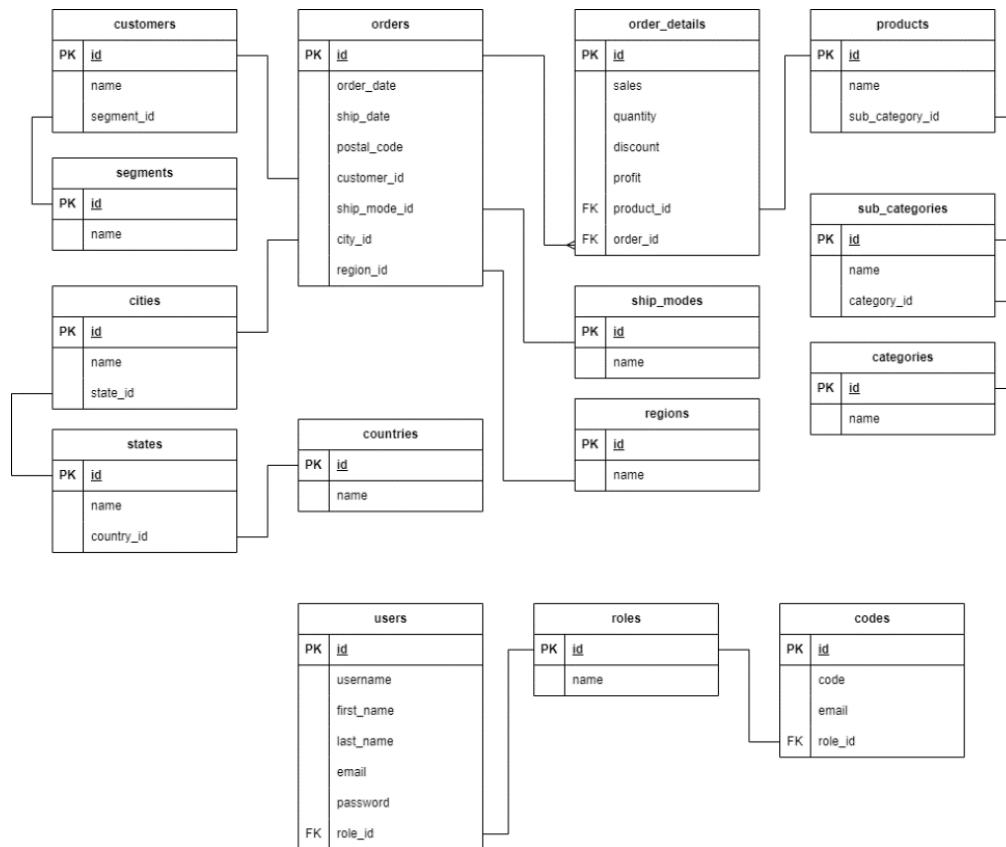 customers
PK id
name
segment_id
segments
PK id
name
cities
PK id
name
state_id
states
PK id
name
country_id
orders
PK id
order_date
ship_date
postal_code
customer_id
ship_mode_id
city_id
region_id
countries
PK id
name
order_details
PK id
sales
quantity
discount
profit
FK product_id
FK order_id
ship_modes
PK id
name
regions
PK id
name
products
PK id
name
sub_category_id
sub_categories
PK id
name
category_id
categories
PK id
name
users
PK id
username
first_name
last_name
email
password
FK role_id
roles
PK id
name
codes
PK id
code
email
FK role_id